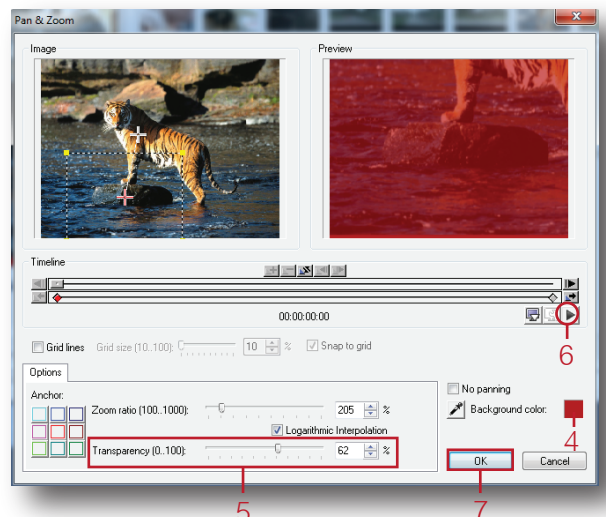 Pan & Zoom
Image
Preview
Timeline
00:00:00:00
6
Grid lines Grid size (10..100): 10 % Snap to grid
Options
Anchor:
Zoom ratio (100..1000): 205 %
Logarithmic Interpolation
Transparency (0..100): 62 %
No panning
Background color:
4
OK Cancel
5
7